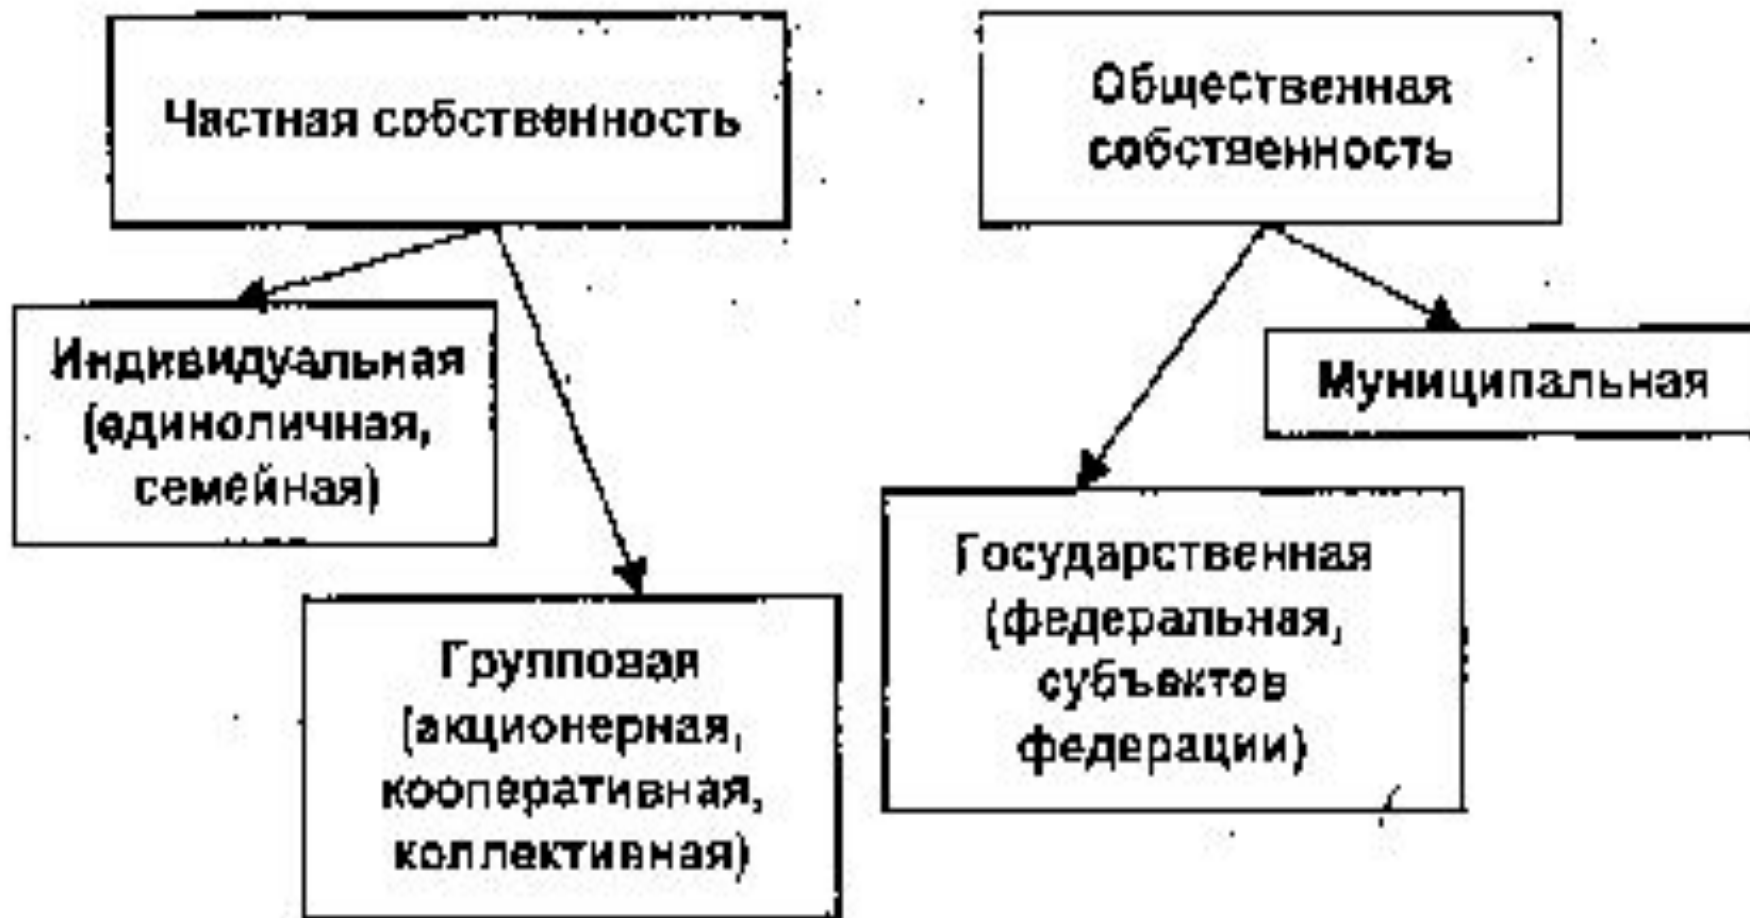 Частная собственность
Общественная
собственность
Индивидуальная
(единоличная,
семейная)
Муниципальная
Государственная
(федеральная,
субъектов
федерации)
Групповая
(акционерная,
кооперативная,
коллективная)